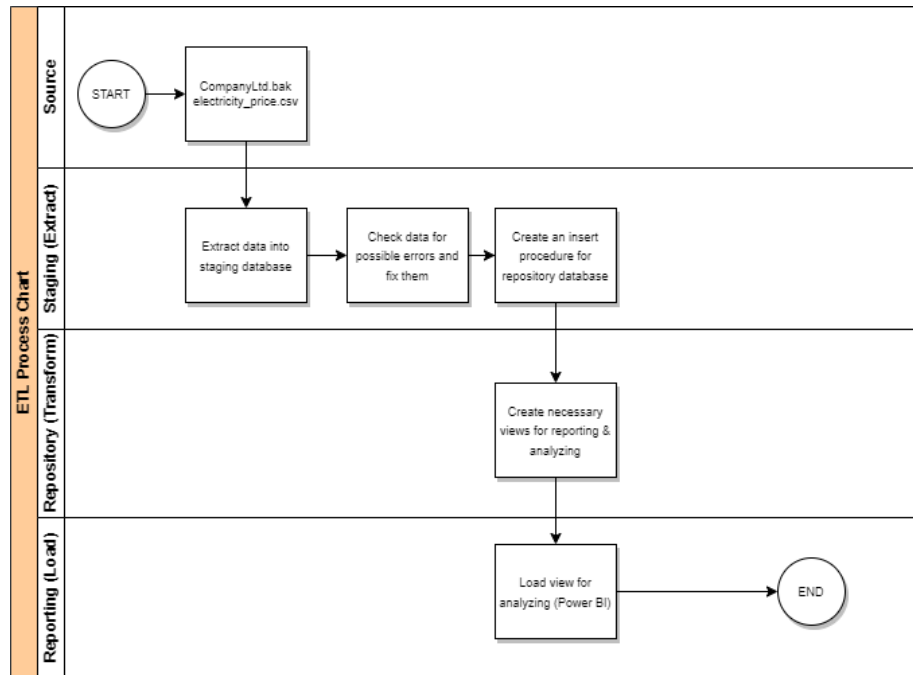 ETL Process Chart
Source
START
CompanyLtd.bak
electricity_price.csv
Staging (Extract)
Extract data into
staging database
Check data for
possible errors and
fix them
Create an insert
procedure for
repository database
Repository (Transform)
Create necessary
views for reporting &
analyzing
Reporting (Load)
Load view for
analyzing (Power BI)
END